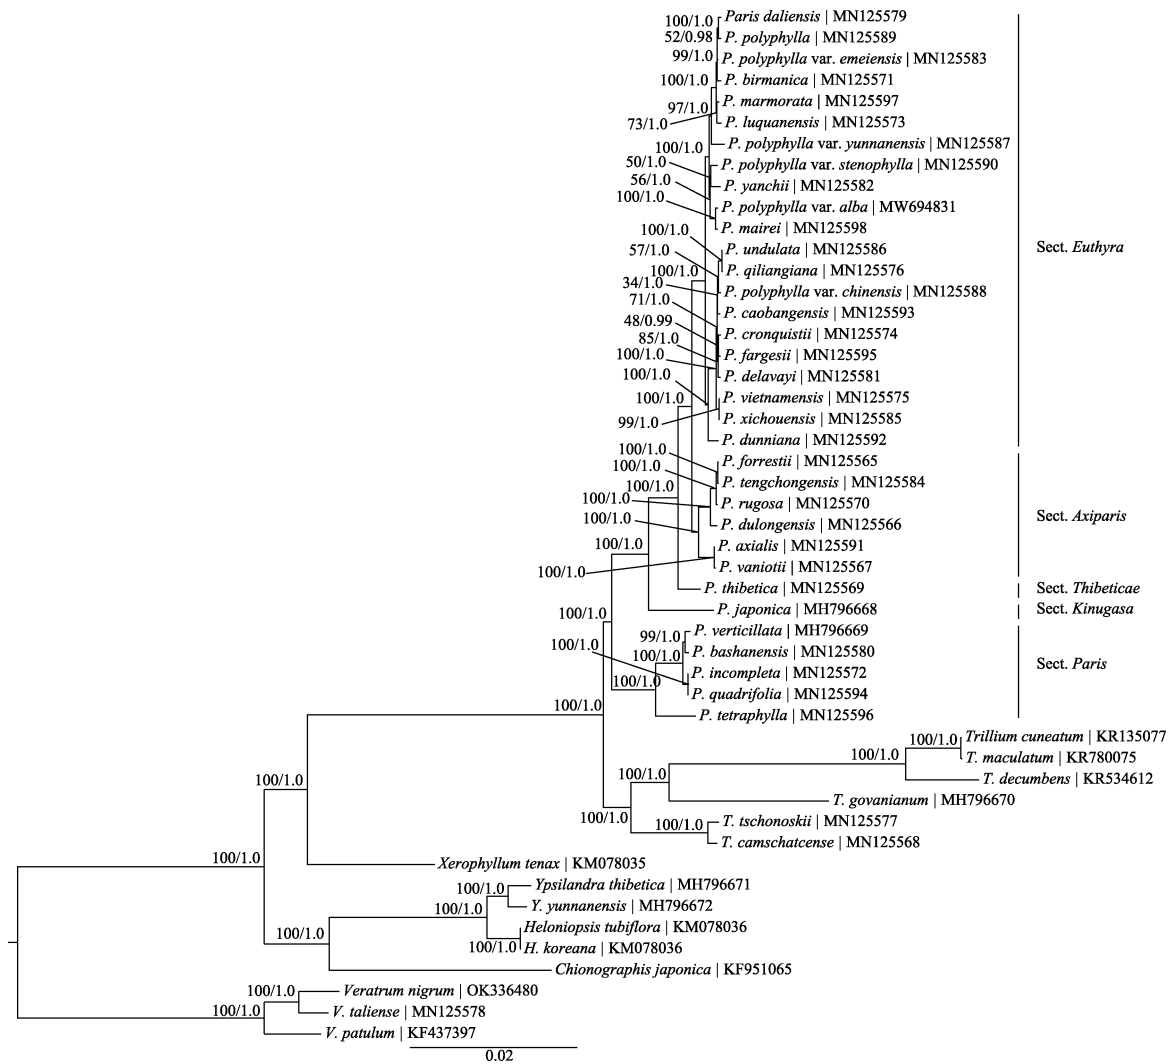 100/1.0
Paris daliensis | MN125579
52/0.98
P. polyphylla | MN125589
99/1.0
P. polyphylla var. emeiensis | MN125583
100/1.0
P. birmanica | MN125571
97/1.0
P. marmorata | MN125597
73/1.0
P. luquanensis | MN125573
100/1.0
P. polyphylla var. yunnanensis | MN125587
50/1.0
P. polyphylla var. stenophylla | MN125590
56/1.0
P. yanchii | MN125582
100/1.0
P. polyphylla var. alba | MW694831
P. mairei | MN125598
100/1.0
Sect. Euthyra
57/1.0
P. undulata | MN125586
100/1.0
P. qiliangiana | MN125576
34/1.0
P. polyphylla var. chinensis | MN125588
71/1.0
P. caobangensis | MN125593
48/0.99
P. cronquistii | MN125574
85/1.0
P. fargesii | MN125595
100/1.0
P. delavayi | MN125581
100/1.0
100/1.0
P. vietnamensis | MN125575
99/1.0
P. xichouensis | MN125585
P. dunniana | MN125592
100/1.0
P. forrestii | MN125565
100/1.0
P. tengchongensis | MN125584
100/1.0
100/1.0
P. rugosa | MN125570
100/1.0
Sect. Axiparis
P. dulongensis | MN125566
100/1.0
P. axialis | MN125591
100/1.0
P. vaniotii | MN125567
P. thibetica | MN125569
Sect. Thibeticae
100/1.0
P. japonica | MH796668
Sect. Kinugasa
99/1.0
P. verticillata | MH796669
100/1.0
100/1.0
P. bashanensis | MN125580
Sect. Paris
P. incompleta | MN125572
100/1.0
P. quadrifolia | MN125594
100/1.0
P. tetraphylla | MN125596
100/1.0
Trillium cuneatum | KR135077
100/1.0
T. maculatum | KR780075
100/1.0
100/1.0
T. decumbens | KR534612
T. govanianum | MH796670
100/1.0
100/1.0
T. tschonoskii | MN125577
T. camschatcense | MN125568
100/1.0
Xerophyllum tenax | KM078035
100/1.0
Ypsilandra thibetica | MH796671
100/1.0
Y. yunnanensis | MH796672
100/1.0
Heloniopsis tubiflora | KM078036
100/1.0
H. koreana | KM078036
Chionographis japonica | KF951065
100/1.0
Veratrum nigrum | OK336480
100/1.0
V. taliense | MN125578
V. patulum | KF437397
0.02